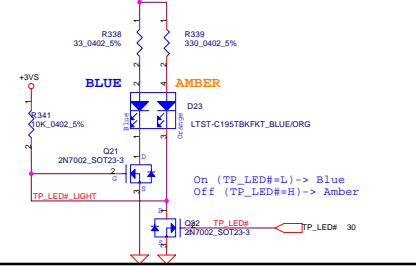 R338
33_0402_5%
R339
330_0402_5%
+3VS
BLUE
AMBER
R341
10K_0402_5%
D23
LTST-C195TBKFKT_BLUE/ORG
Blue
Orange
Q21
2N7002_SOT23-3
On (TP_LED#=L)-> Blue
Off (TP_LED#=H)-> Amber
TP_LED#_LIGHT
TP_LED#
TP_LED# 30
2N7002_SOT23-3